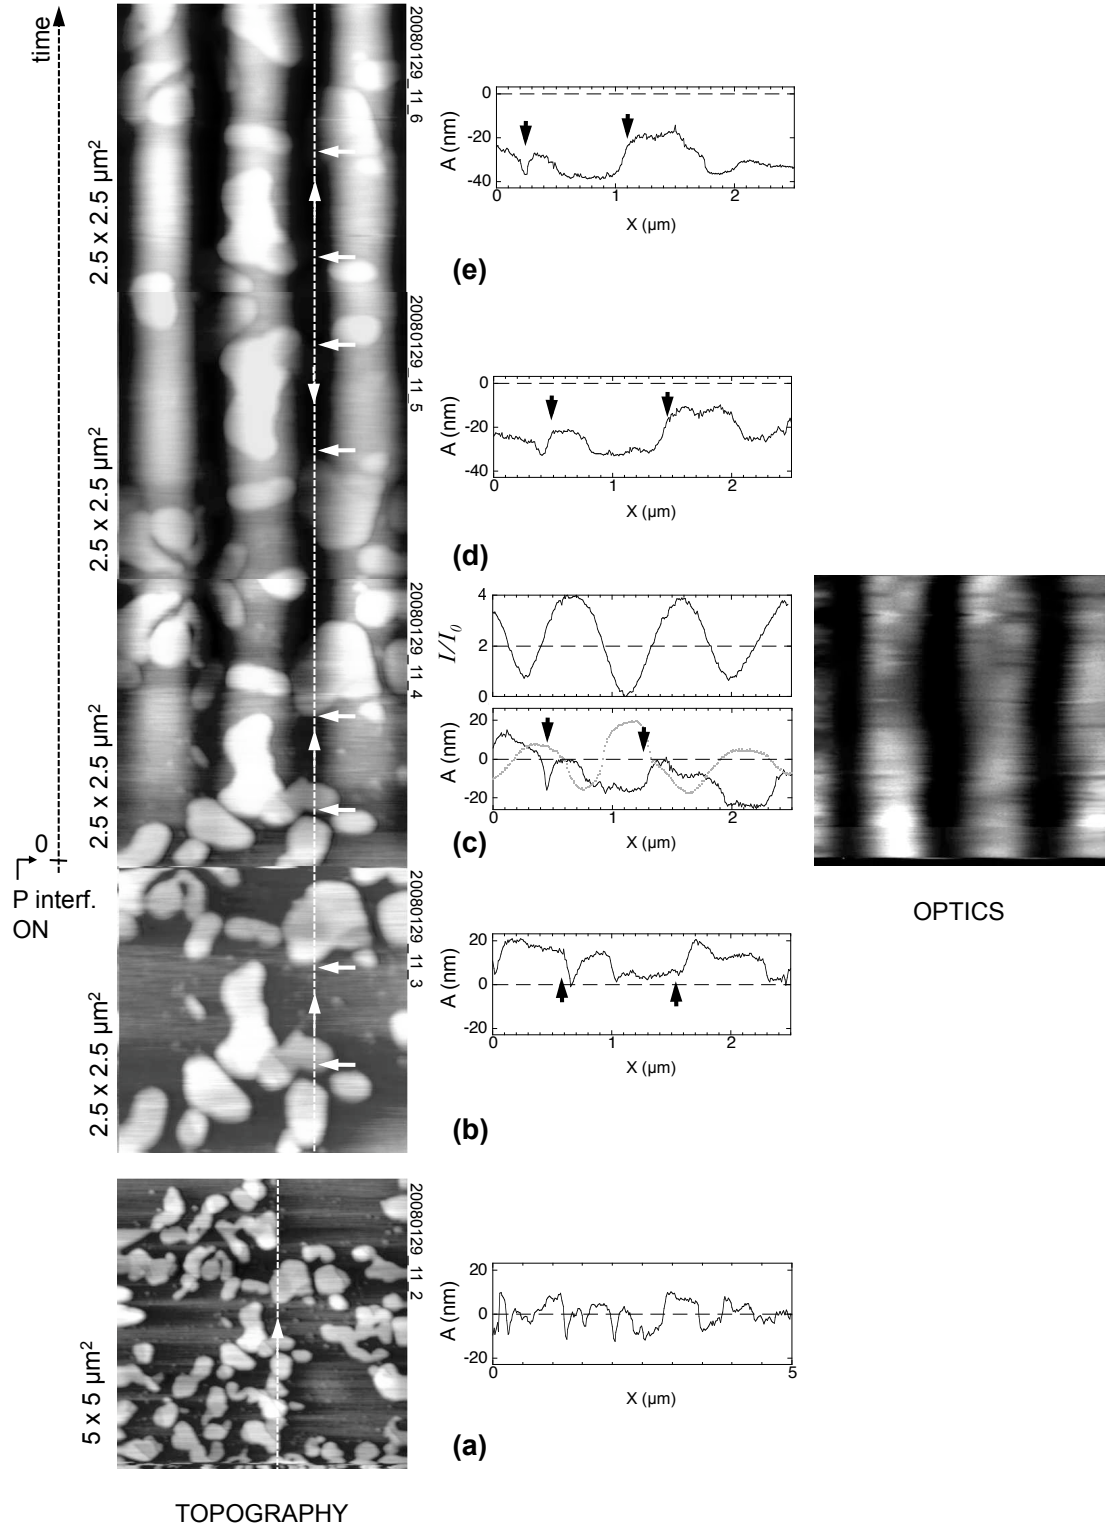 time
0
P interf.
ON
2.5 x 2.5 µm2
20080129_11_6
0
-20
-40
A (nm)
0
1
2
X (µm)
(e)
2.5 x 2.5 µm2
20080129_11_5
0
-20
-40
A (nm)
0
1
2
X (µm)
(d)
2.5 x 2.5 µm2
20080129_11_4
4
2
0
I/I0
20
0
-20
A (nm)
0
1
2
X (µm)
(c)
OPTICS
2.5 x 2.5 µm2
20080129_11_3
20
0
-20
A (nm)
0
1
2
X (µm)
(b)
5 x 5 µm2
20080129_11_2
20
0
-20
A (nm)
0
5
X (µm)
(a)
TOPOGRAPHY